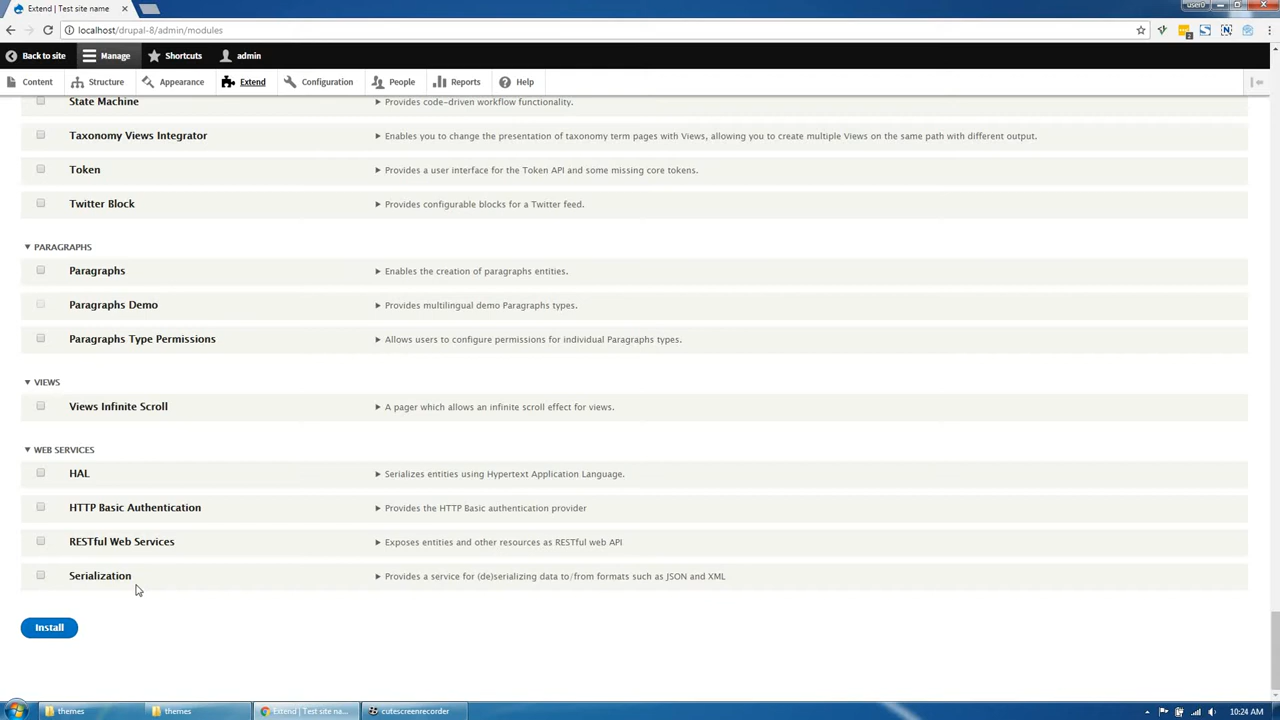 Extend | Test site name
user0
localhost/drupal-8/admin/modules
Back to site Manage Shortcuts admin
Content Structure Appearance Extend Configuration People Reports Help
State Machine Provides code-driven workflow functionality.
Taxonomy Views Integrator Enables you to change the presentation of taxonomy term pages with Views, allowing you to create multiple Views on the same path with different output.
Token Provides a user interface for the Token API and some missing core tokens.
Twitter Block Provides configurable blocks for a Twitter feed.
PARAGRAPHS
Paragraphs Enables the creation of paragraphs entities.
Paragraphs Demo Provides multilingual demo Paragraphs types.
Paragraphs Type Permissions Allows users to configure permissions for individual Paragraphs types.
VIEWS
Views Infinite Scroll A pager which allows an infinite scroll effect for views.
WEB SERVICES
HAL Serializes entities using Hypertext Application Language.
HTTP Basic Authentication Provides the HTTP Basic authentication provider
RESTful Web Services Exposes entities and other resources as RESTful web API
Serialization Provides a service for (de)serializing data to/from formats such as JSON and XML
Install
themes themes Extend | Test site na... cutescreenrecorder 10:24 AM